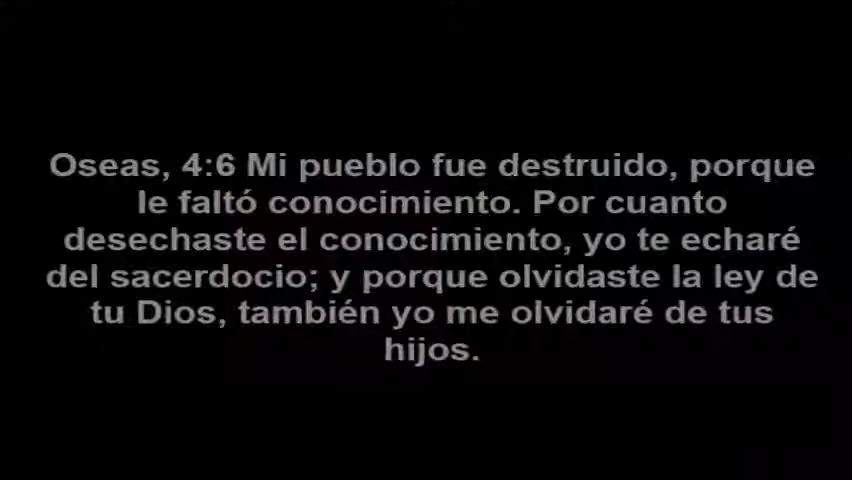 Oseas, 4:6 Mi pueblo fue destruido, porque
le faltó conocimiento. Por cuanto
desechaste el conocimiento, yo te echaré
del sacerdocio; y porque olvidaste la ley de
tu Dios, también yo me olvidaré de tus
hijos.